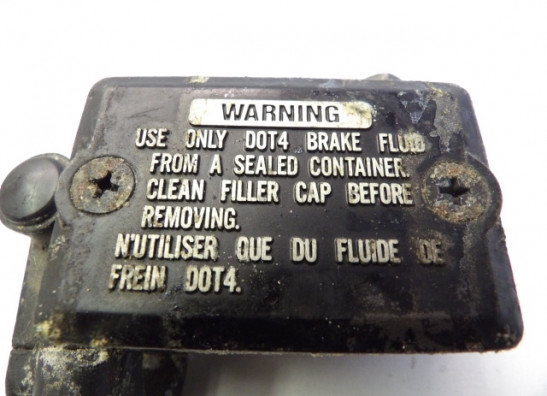 WARNING
USE ONLY DOT4 BRAKE FLUID
FROM A SEALED CONTAINER.
CLEAN FILLER CAP BEFORE
REMOVING.
N'UTILISER QUE DU FLUIDE DE
FREIN DOT4.